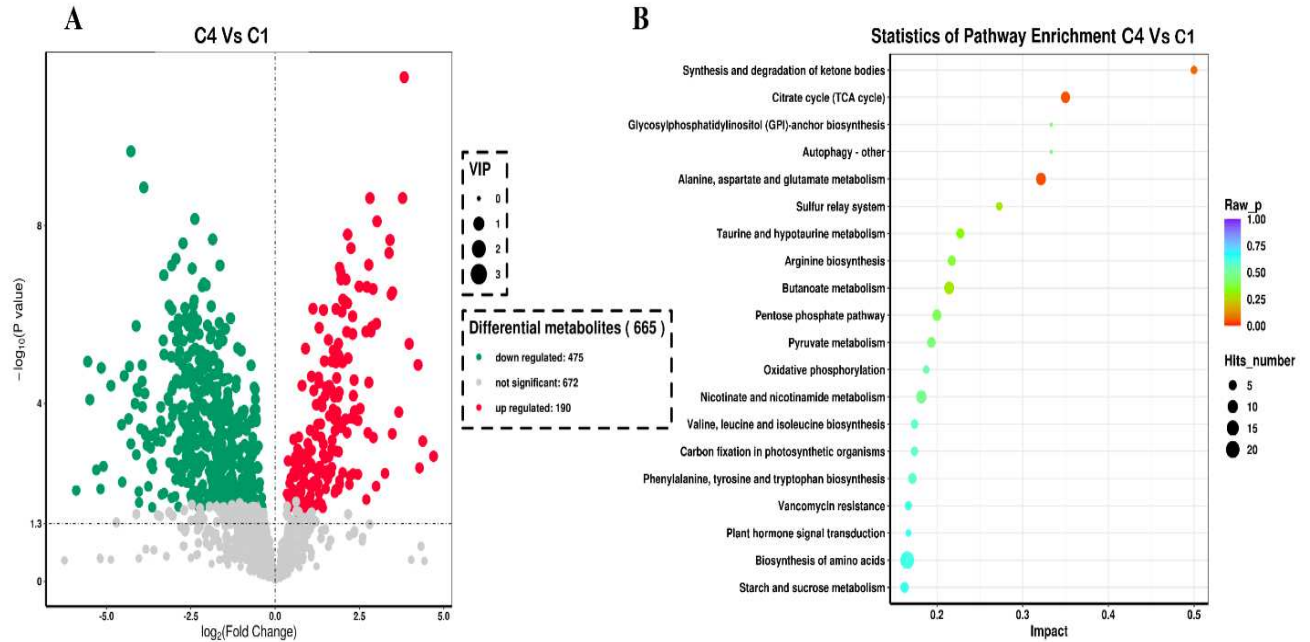 A
C4 Vs C1
8
4
1.3
0
-5.0
-2.5
0.0
2.5
5.0
−log10(P value)
log2(Fold Change)
VIP
0
1
2
3
Differential metabolites ( 665 )
down regulated: 475
not significant: 672
up regulated: 190
B
Statistics of Pathway Enrichment C4 Vs C1
Synthesis and degradation of ketone bodies
Citrate cycle (TCA cycle)
Glycosylphosphatidylinositol (GPI)-anchor biosynthesis
Autophagy - other
Alanine, aspartate and glutamate metabolism
Sulfur relay system
Taurine and hypotaurine metabolism
Arginine biosynthesis
Butanoate metabolism
Pentose phosphate pathway
Pyruvate metabolism
Oxidative phosphorylation
Nicotinate and nicotinamide metabolism
Valine, leucine and isoleucine biosynthesis
Carbon fixation in photosynthetic organisms
Phenylalanine, tyrosine and tryptophan biosynthesis
Vancomycin resistance
Plant hormone signal transduction
Biosynthesis of amino acids
Starch and sucrose metabolism
0.2
0.3
0.4
0.5
Impact
Raw_p
1.00
0.75
0.50
0.25
0.00
Hits_number
5
10
15
20